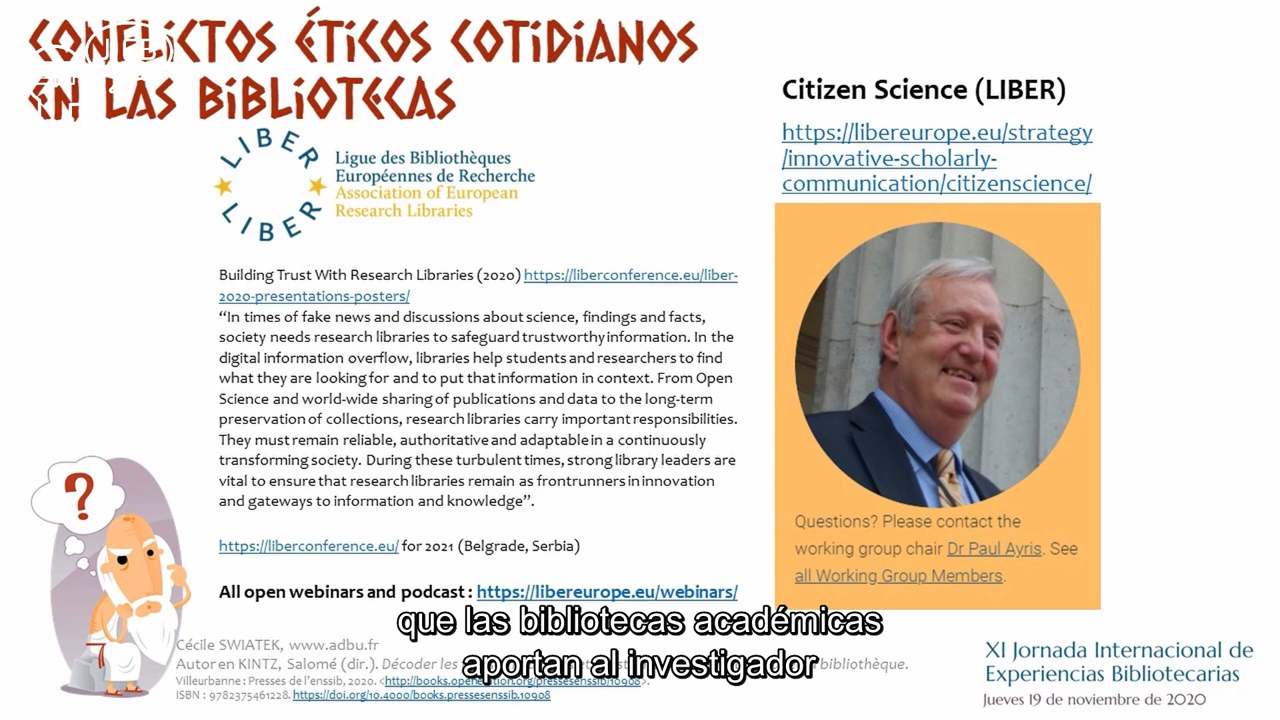 CONFLICTOS ÉTICOS COTIDIANOS
EN LAS BIBLIOTECAS
LIBER
LIBER
Ligue des Bibliothèques
Européennes de Recherche
Association of European
Research Libraries
Building Trust With Research Libraries (2020) https://liberconference.eu/liber-
2020-presentations-posters/
“In times of fake news and discussions about science, findings and facts,
society needs research libraries to safeguard trustworthy information. In the
digital information overflow, libraries help students and researchers to find
what they are looking for and to put that information in context. From Open
Science and world-wide sharing of publications and data to the long-term
preservation of collections, research libraries carry important responsibilities.
They must remain reliable, authoritative and adaptable in a continuously
transforming society. During these turbulent times, strong library leaders are
vital to ensure that research libraries remain as frontrunners in innovation
and gateways to information and knowledge”.
https://liberconference.eu/ for 2021 (Belgrade, Serbia)
All open webinars and podcast : https://libereurope.eu/webinars/
Citizen Science (LIBER)
https://libereurope.eu/strategy
/innovative-scholarly-
communication/citizenscience/
Questions? Please contact the
working group chair Dr Paul Ayris. See
all Working Group Members.
?
que las bibliotecas académicas
aportan al investigador
Cécile SWIATEK, www.adbu.fr
Autor en KINTZ, Salomé (dir.). Décoder les bibliothèque.
Villeurbanne : Presses de l’enssib, 2020. <http://books.openedition.org/pressesenssib/10908>.
ISBN : 9782375461228. https://doi.org/10.4000/books.pressesenssib.10908
XI Jornada Internacional de
Experiencias Bibliotecarias
Jueves 19 de noviembre de 2020